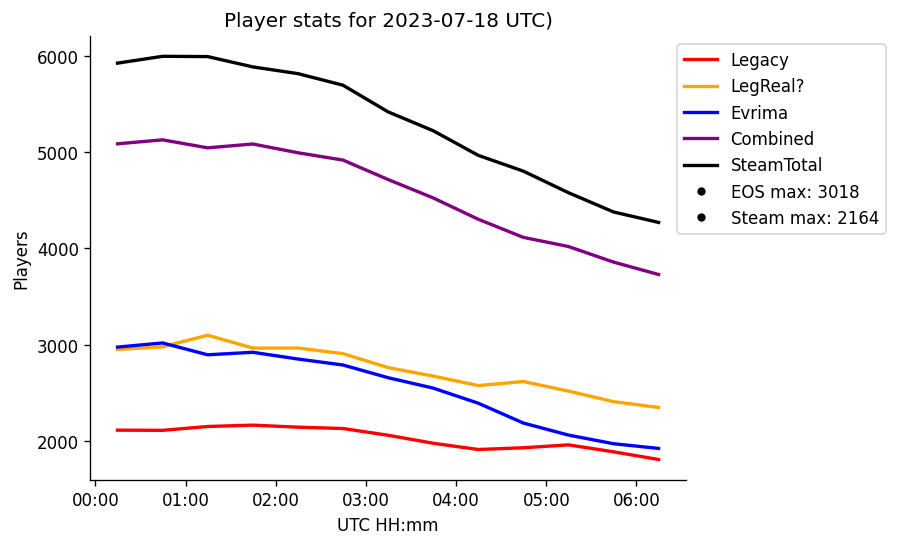 Player stats for 2023-07-18 UTC)
Legacy
LegReal?
Evrima
Combined
SteamTotal
EOS max: 3018
Steam max: 2164
6000
5000
4000
3000
2000
Players
00:00 01:00 02:00 03:00 04:00 05:00 06:00
UTC HH:mm